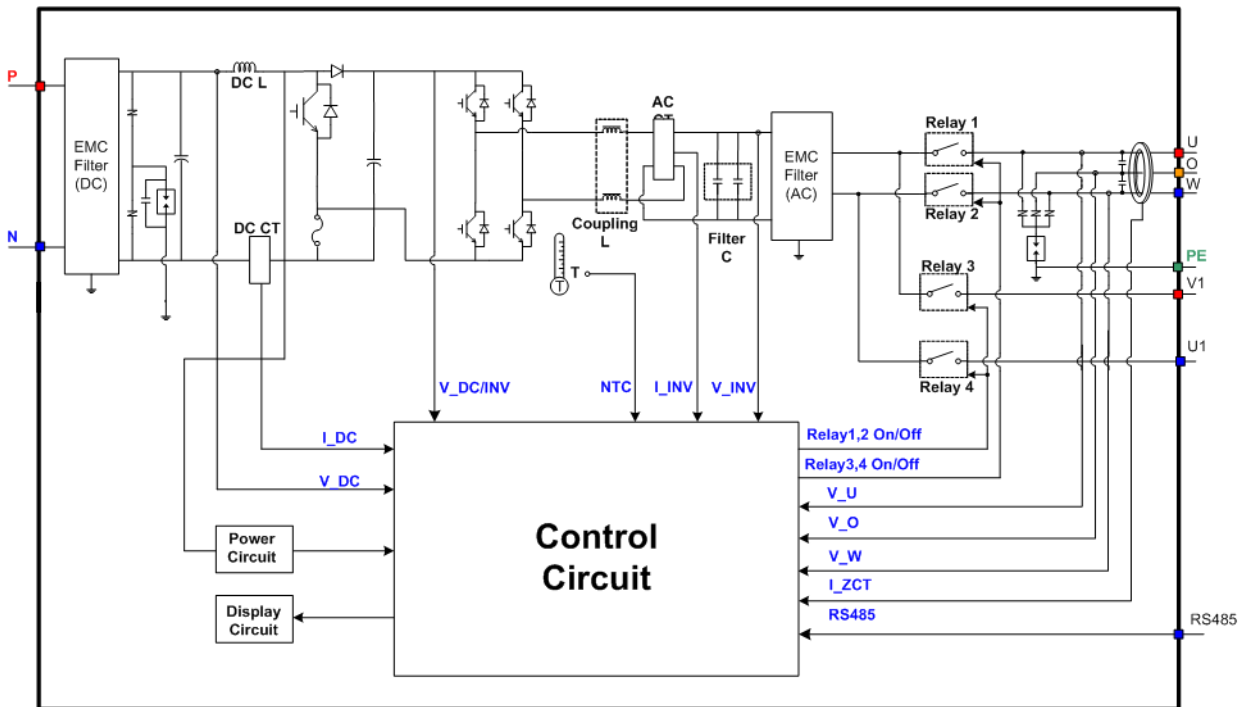 P
N
EMC
Filter
(DC)
DC L
DC CT
AC
CT
Coupling
L
T
T
Filter
C
EMC
Filter
(AC)
Relay 1
Relay 2
Relay 3
Relay 4
U
O
W
PE
V1
U1
V_DC/INV
NTC
I_INV
V_INV
I_DC
V_DC
Power
Circuit
Display
Circuit
Control
Circuit
Relay1,2 On/Off
Relay3,4 On/Off
V_U
V_O
V_W
I_ZCT
RS485
RS485